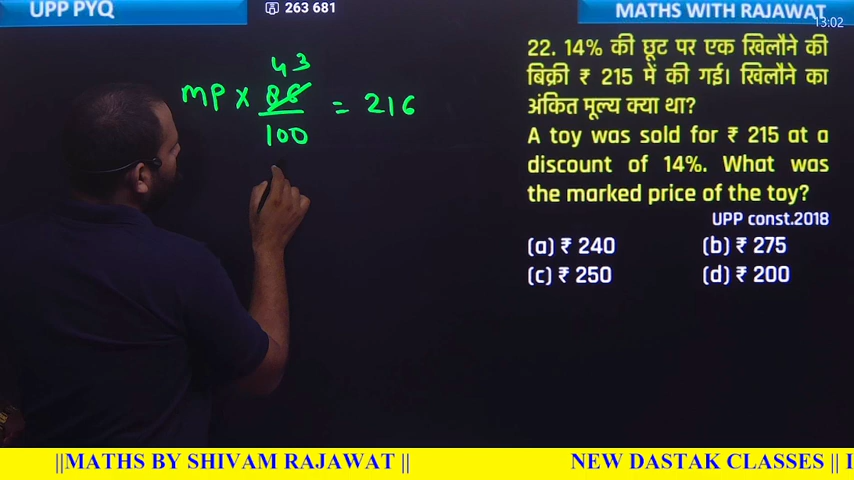 UPP PYQ
263 681
MATHS WITH RAJAWAT
13:02
43
MP × 86 = 216
100
22. 14% की छूट पर एक खिलौने की
बिक्री ₹ 215 में की गई। खिलौने का
अंकित मूल्य क्या था?
A toy was sold for ₹ 215 at a
discount of 14%. What was
the marked price of the toy?
UPP const.2018
(a) ₹ 240 (b) ₹ 275
(c) ₹ 250 (d) ₹ 200
||MATHS BY SHIVAM RAJAWAT || NEW DASTAK CLASSES || I